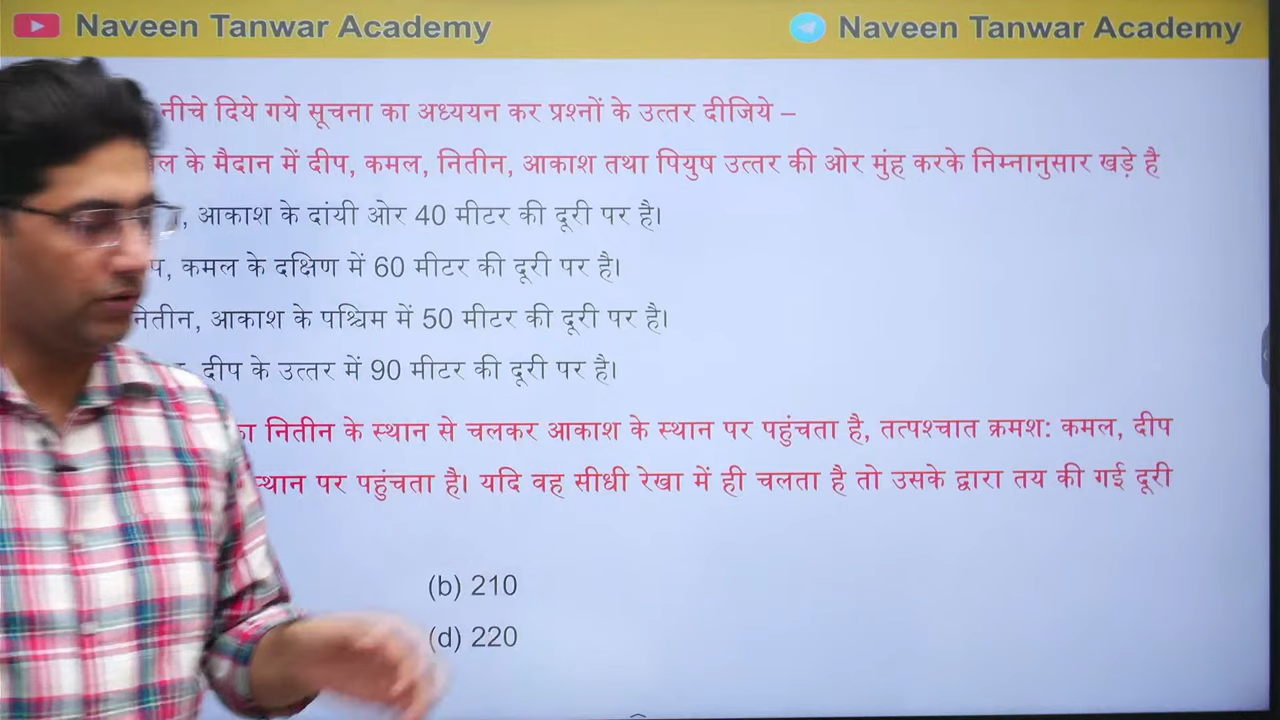 Naveen Tanwar Academy
Naveen Tanwar Academy
नीचे दिये गये सूचना का अध्ययन कर प्रश्नों के उत्तर दीजिये –
के मैदान में दीप, कमल, नितीन, आकाश तथा पियुष उत्तर की ओर मुंह करके निम्नानुसार खड़े है
आकाश के दांयी ओर 40 मीटर की दूरी पर है।
कमल के दक्षिण में 60 मीटर की दूरी पर है।
नितीन, आकाश के पश्चिम में 50 मीटर की दूरी पर है।
दीप के उत्तर में 90 मीटर की दूरी पर है।
नितीन के स्थान से चलकर आकाश के स्थान पर पहुंचता है, तत्पश्चात क्रमश: कमल, दीप
स्थान पर पहुंचता है। यदि वह सीधी रेखा में ही चलता है तो उसके द्वारा तय की गई दूरी
(b) 210
(d) 220